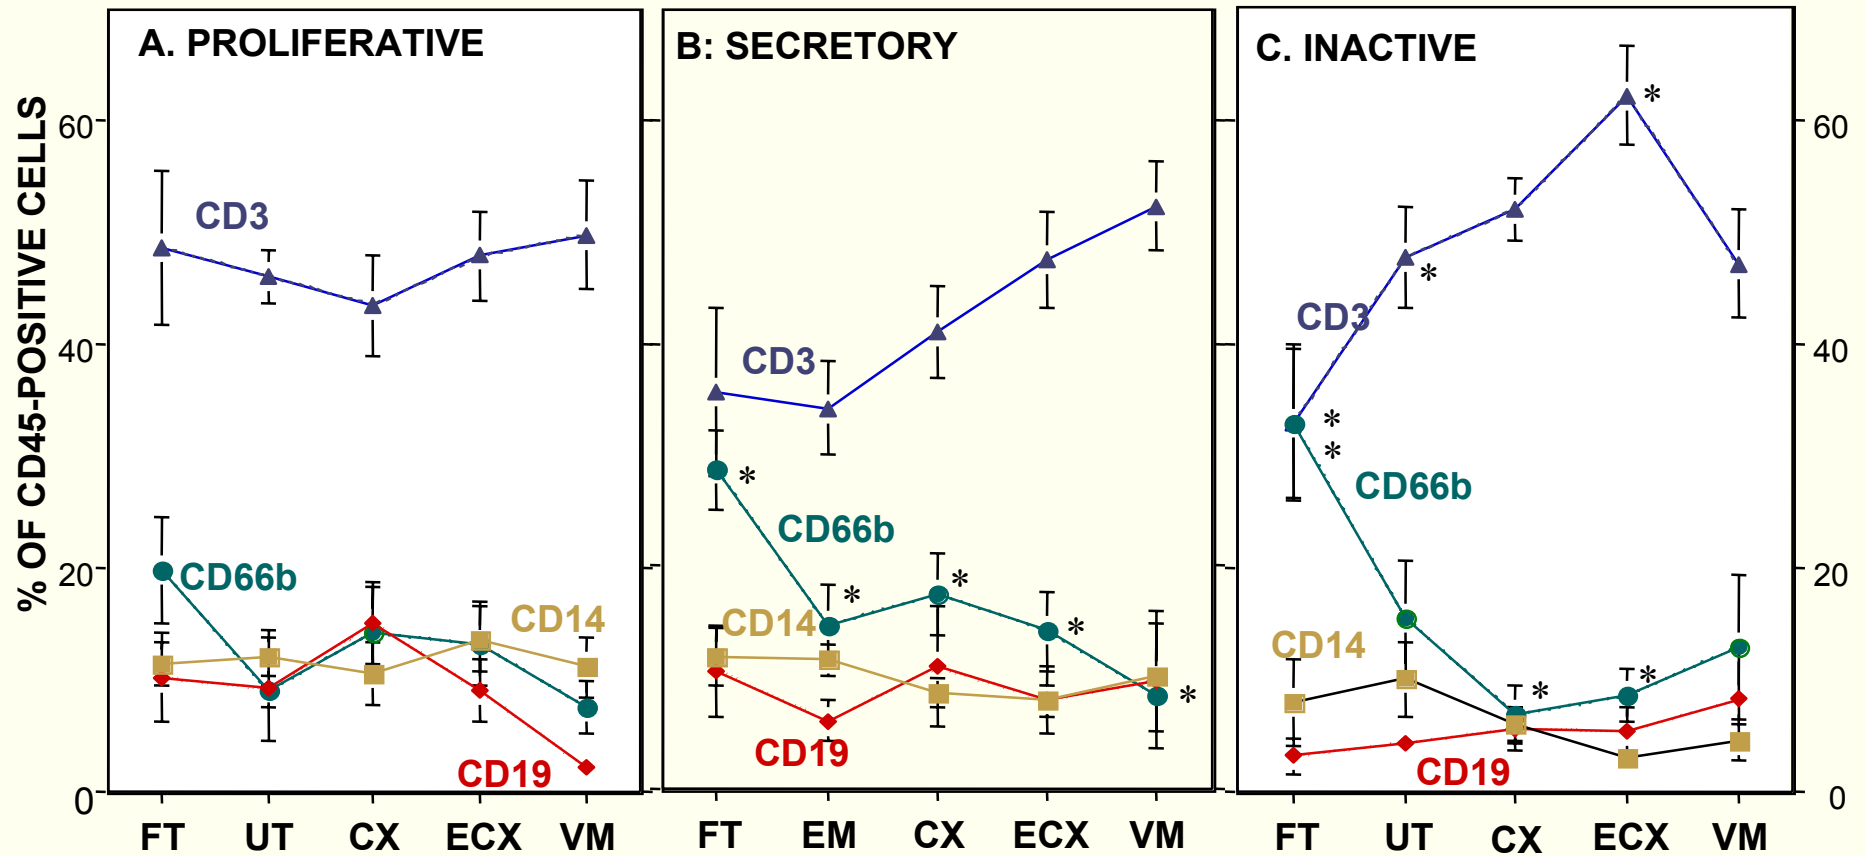 A. PROLIFERATIVE
B: SECRETORY
C. INACTIVE
% OF CD45-POSITIVE CELLS
60
40
20
0
CD3
CD66b
CD14
CD19
FT UT CX ECX VM
CD3
*
CD66b
*
*
*
CD14
*
CD19
FT EM CX ECX VM
*
*
CD3
*
*
CD66b
CD14
*
*
CD19
FT UT CX ECX VM
60
40
20
0